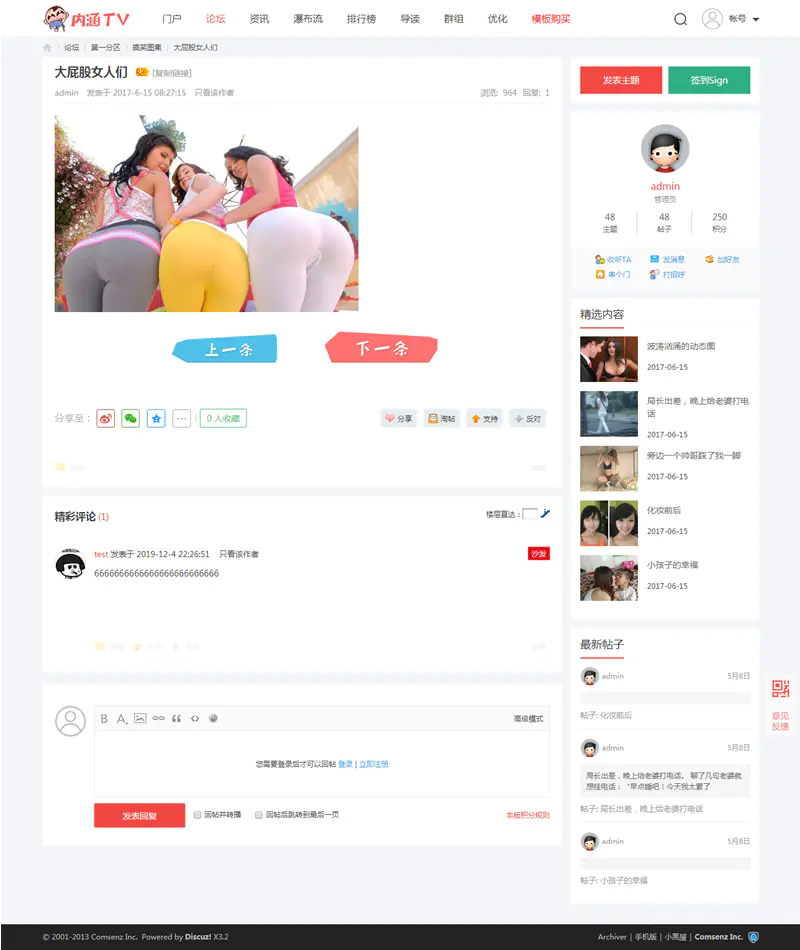 内涵TV
门户 论坛 资讯 瀑布流 排行榜 导读 群组 优化 模板购买 帐号
论坛 第一分区 搞笑图集 大屁股女人们
大屁股女人们 [复制链接]
admin 发表于 2017-6-15 08:27:15 只看该作者 浏览: 964 回复: 1
上一条 下一条
分享至: 0 人收藏 分享 淘帖 支持 反对
精彩评论 (1) 楼层直达:
test 发表于 2019-12-4 22:26:51 只看该作者 沙发
B A 高级模式
您需要登录后才可以回帖 登录 | 立即注册
发表回复 回帖并转播 回帖后跳转到最后一页 本版积分规则
发表主题 签到Sign
admin
管理员
48 48 250
主题 帖子 积分
收听TA 发消息 加好友
串个门 打招呼
精选内容
波涛汹涌的动态图
2017-06-15
局长出差，晚上给老婆打电
话
2017-06-15
旁边一个帅哥踩了我一脚
2017-06-15
化妆前后
2017-06-15
小孩子的幸福
2017-06-15
最新帖子
admin 5月8日
帖子: 化妆前后
admin 5月8日
局长出差，晚上给老婆打电话。 聊了几句老婆就
想挂电话：“早点睡吧！今天我太累了
帖子: 局长出差，晚上给老婆打电话
admin 5月8日
帖子: 小孩子的幸福
意见
反馈
© 2001-2013 Comsenz Inc. Powered by Discuz! X3.2
Archiver | 手机版 | 小黑屋 | Comsenz Inc.